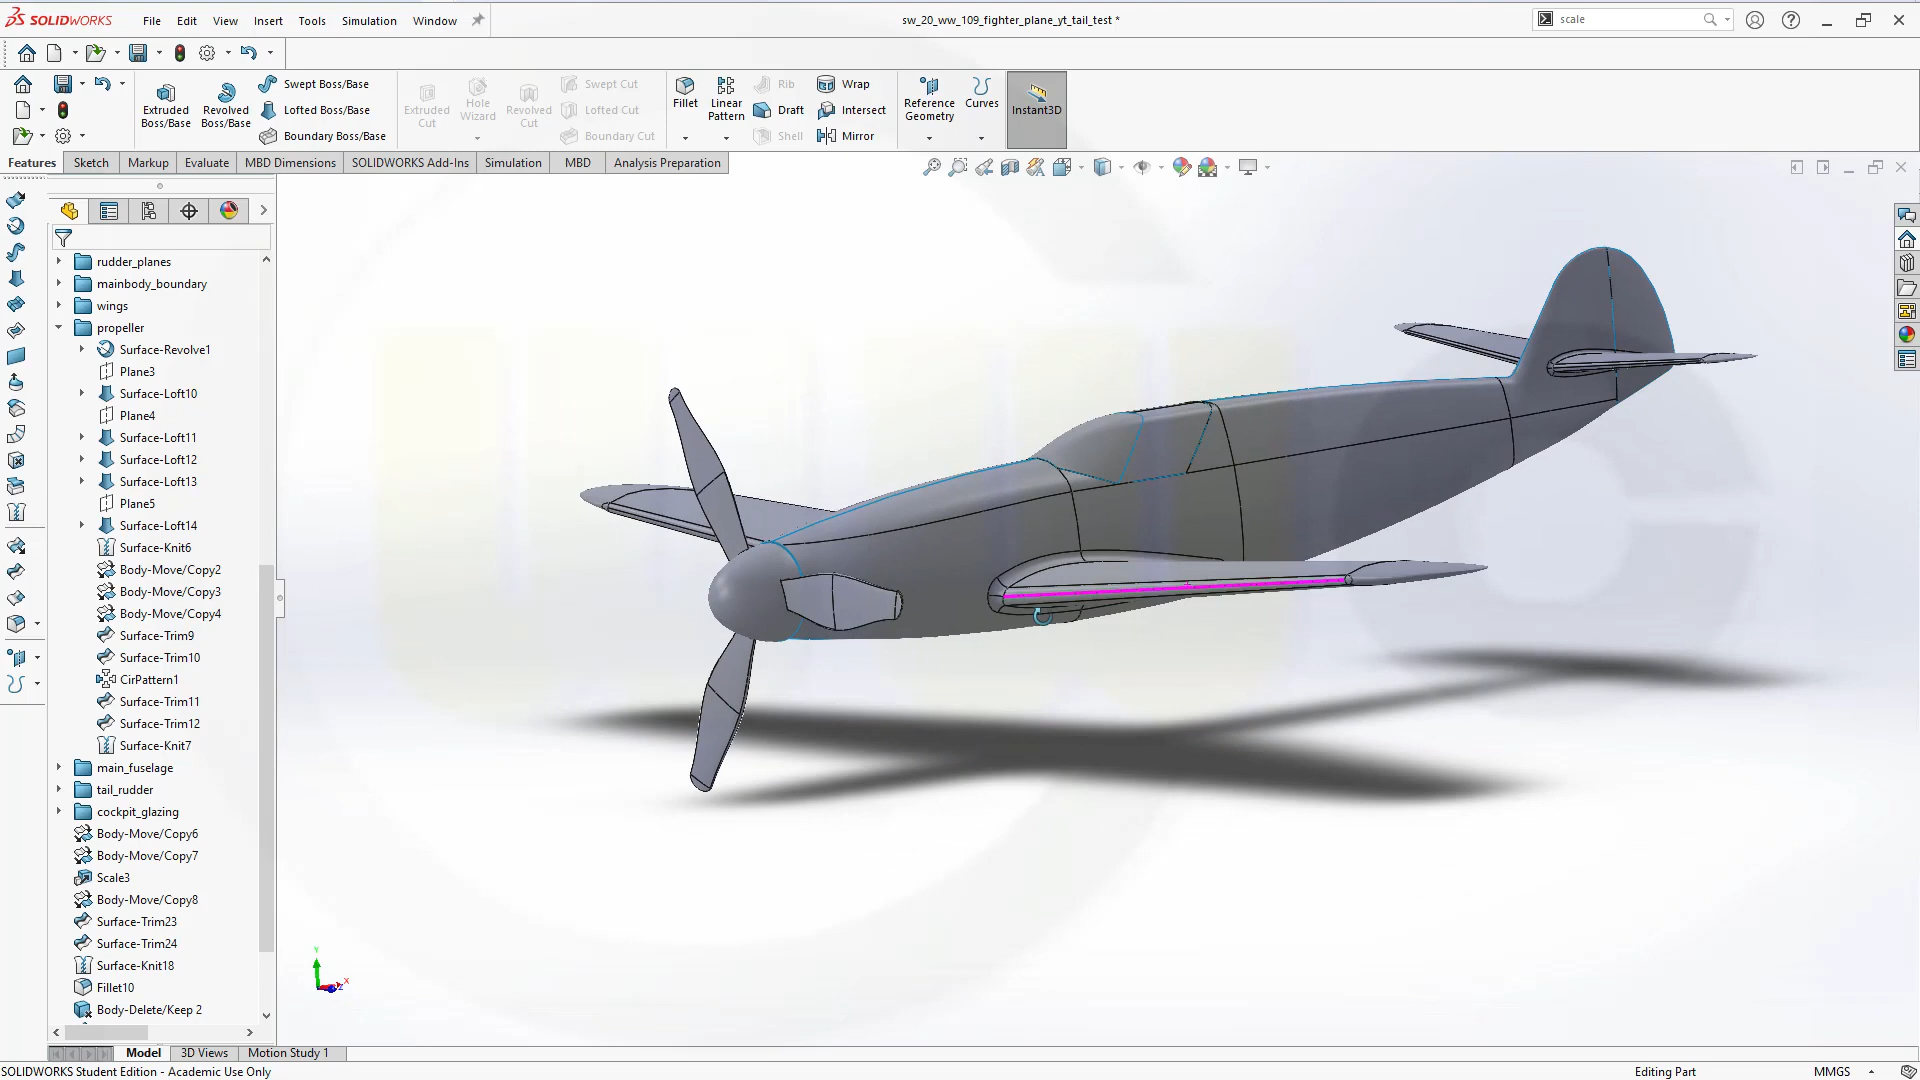 SOLIDWORKS File Edit View Insert Tools Simulation Window sw_20_ww_109_fighter_plane_yt_tail_test * scale
Extruded Boss/Base
Revolved Boss/Base
Swept Boss/Base
Lofted Boss/Base
Boundary Boss/Base
Extruded Cut
Hole Wizard
Revolved Cut
Swept Cut
Lofted Cut
Boundary Cut
Fillet
Linear Pattern
Rib
Draft
Shell
Wrap
Intersect
Mirror
Reference Geometry
Curves
Instant3D
Features Sketch Markup Evaluate MBD Dimensions SOLIDWORKS Add-Ins Simulation MBD Analysis Preparation
rudder_planes
mainbody_boundary
wings
propeller
Surface-Revolve1
Plane3
Surface-Loft10
Plane4
Surface-Loft11
Surface-Loft12
Surface-Loft13
Plane5
Surface-Loft14
Surface-Knit6
Body-Move/Copy2
Body-Move/Copy3
Body-Move/Copy4
Surface-Trim9
Surface-Trim10
CirPattern1
Surface-Trim11
Surface-Trim12
Surface-Knit7
main_fuselage
tail_rudder
cockpit_glazing
Body-Move/Copy6
Body-Move/Copy7
Scale3
Body-Move/Copy8
Surface-Trim23
Surface-Trim24
Surface-Knit18
Fillet10
Body-Delete/Keep 2
Y
X
Z
Model 3D Views Motion Study 1
SOLIDWORKS Student Edition - Academic Use Only Editing Part MMGS